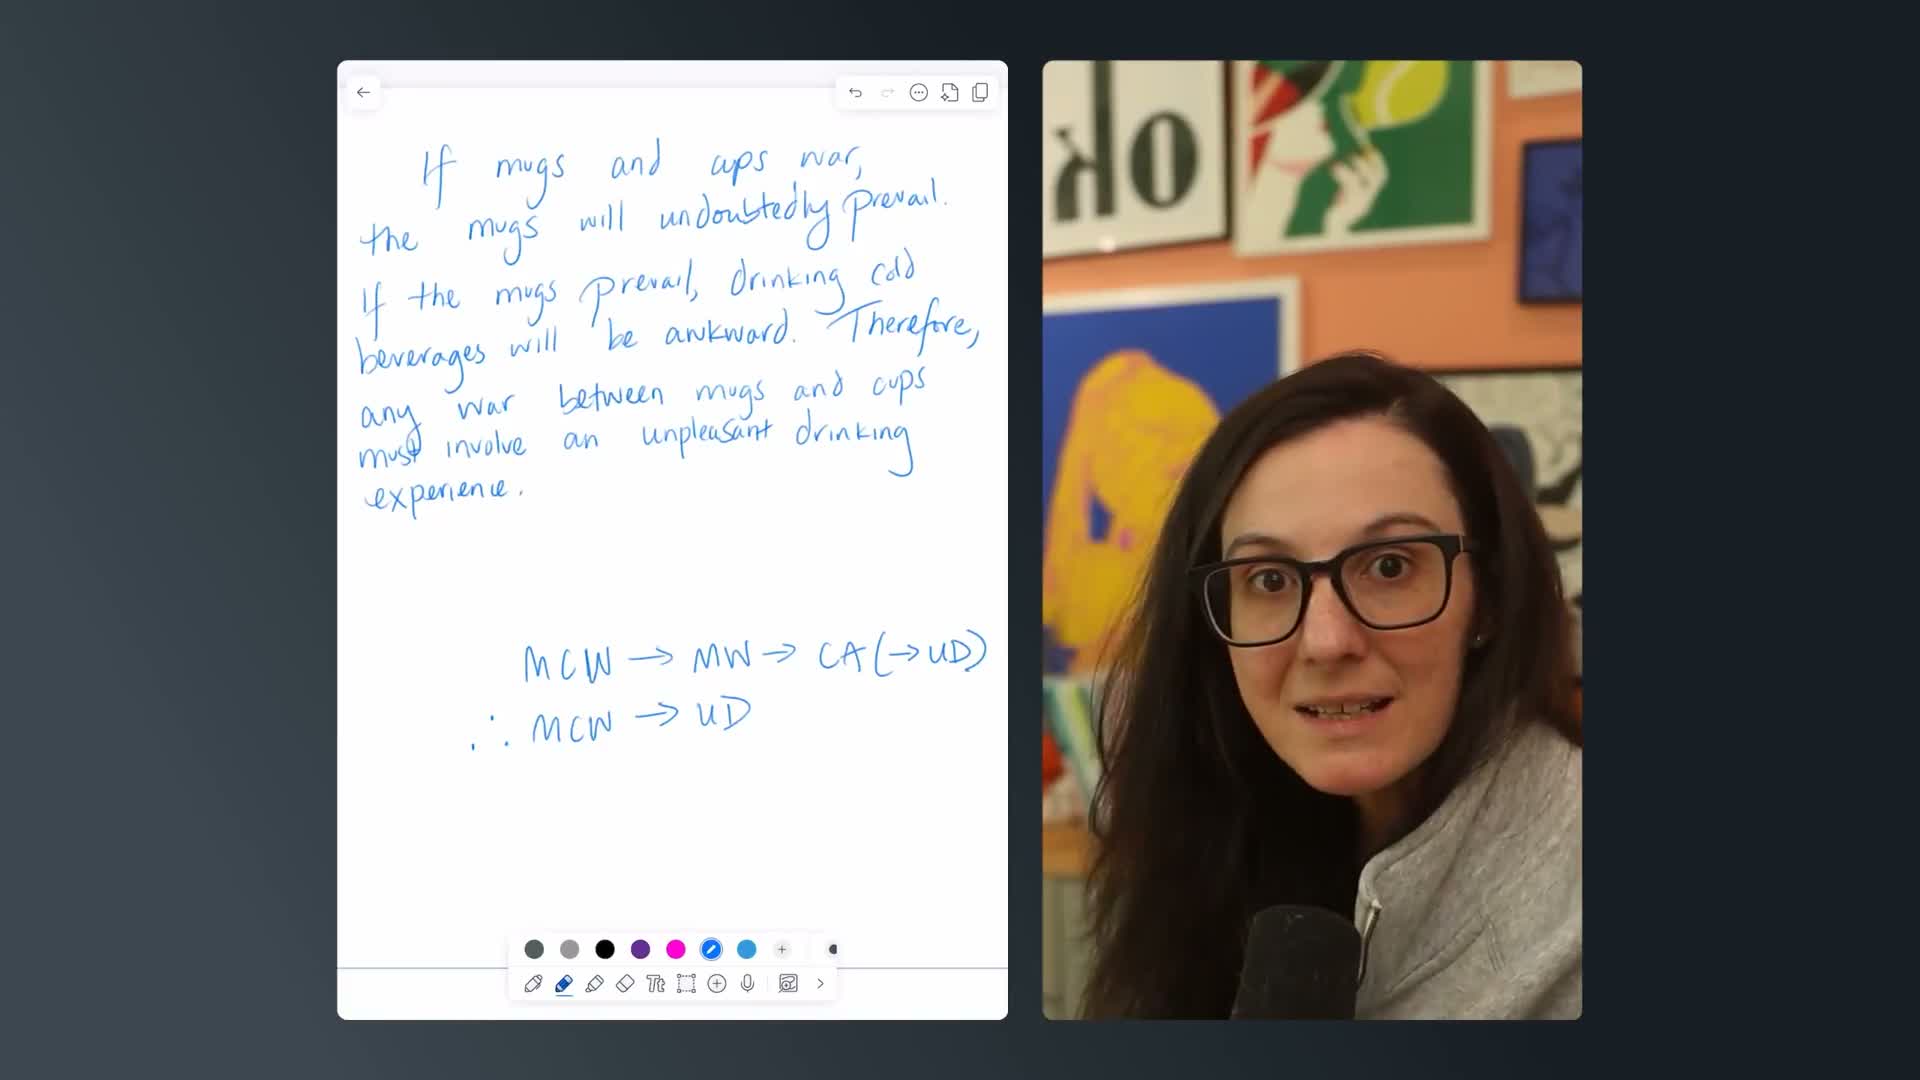 If mugs and cups war,
the mugs will undoubtedly prevail.
If the mugs prevail, drinking cold
beverages will be awkward. Therefore,
any war between mugs and cups
must involve an unpleasant drinking
experience.
MCW → MW → CA (→ UD)
∴ MCW → UD
Tt
ok